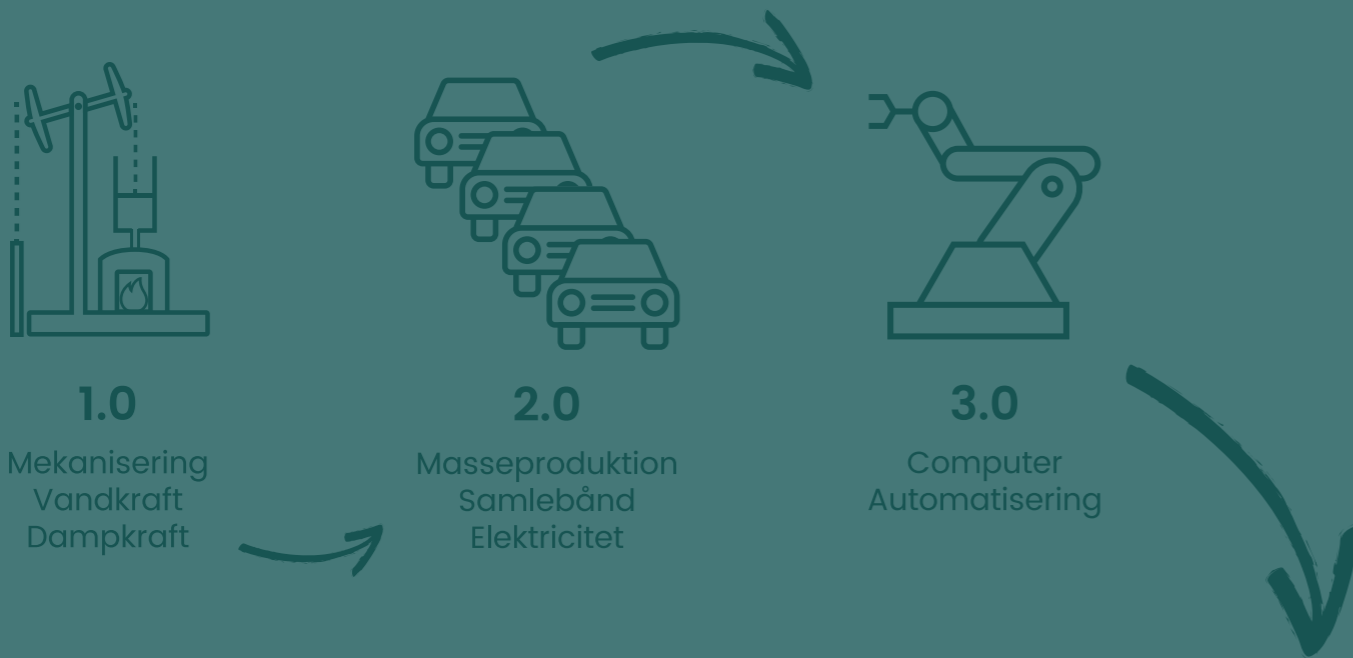 1.0
Mekanisering
Vandkraft
Dampkraft
2.0
Masseproduktion
Samlebånd
Elektricitet
3.0
Computer
Automatisering